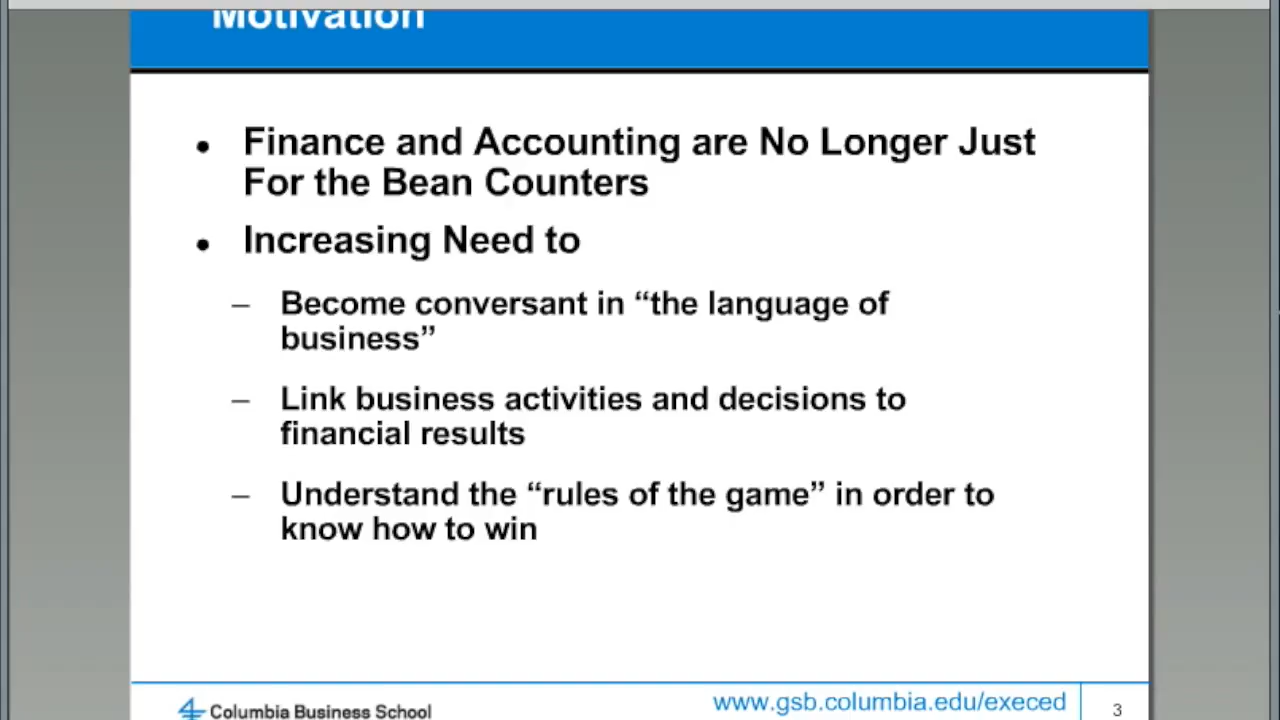 Motivation
• Finance and Accounting are No Longer Just
For the Bean Counters
• Increasing Need to
– Become conversant in “the language of
business”
– Link business activities and decisions to
financial results
– Understand the “rules of the game” in order to
know how to win
Columbia Business School
www.gsb.columbia.edu/execed
3